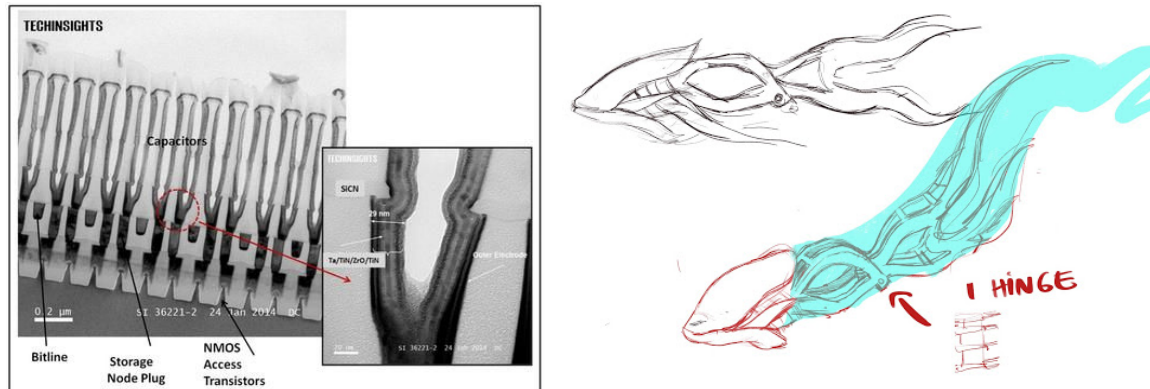 TECHINSIGHTS
Capacitors
TECHINSIGHTS
SiCN
29 nm
Ta/TiN/ZrO/TiN
Outer Electrode
0.2 µm
SI 36221-2 24 Jan 2014 DC
20 nm
SI 36221-2 24 Jan 2014 DC
Bitline
Storage
Node Plug
NMOS
Access
Transistors
1 HINGE